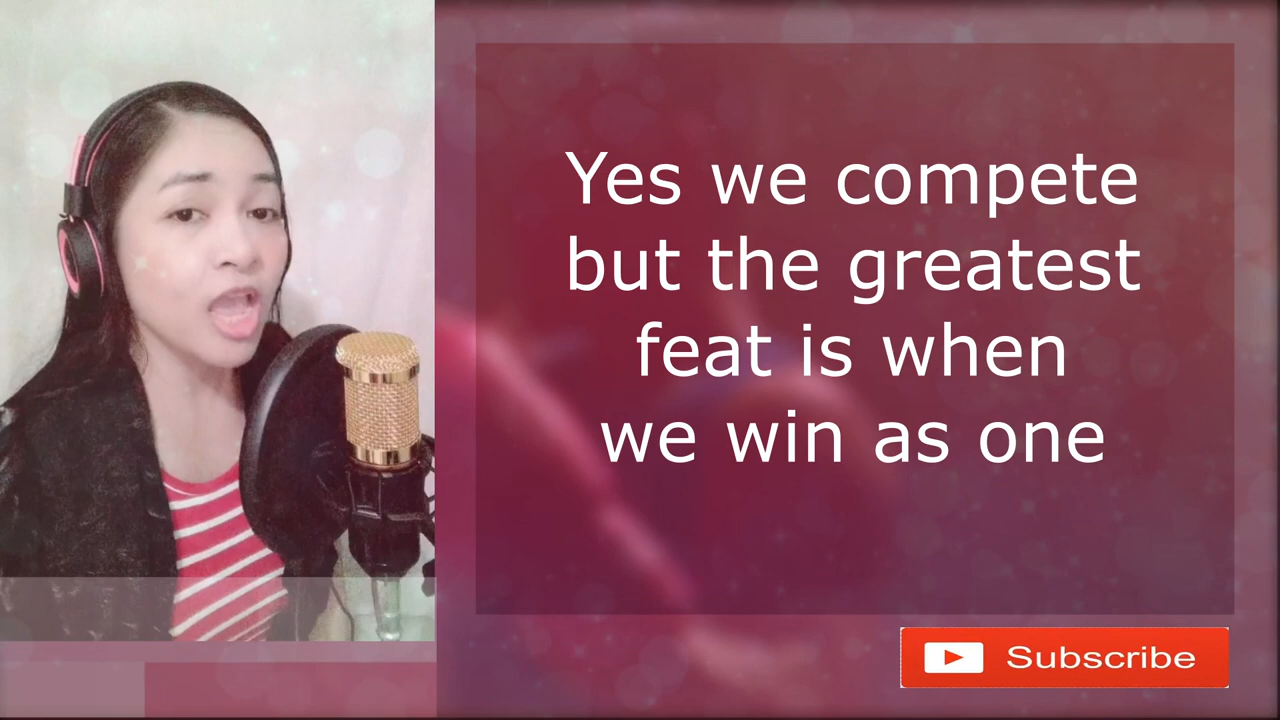 Yes we compete
but the greatest
feat is when
we win as one
Subscribe